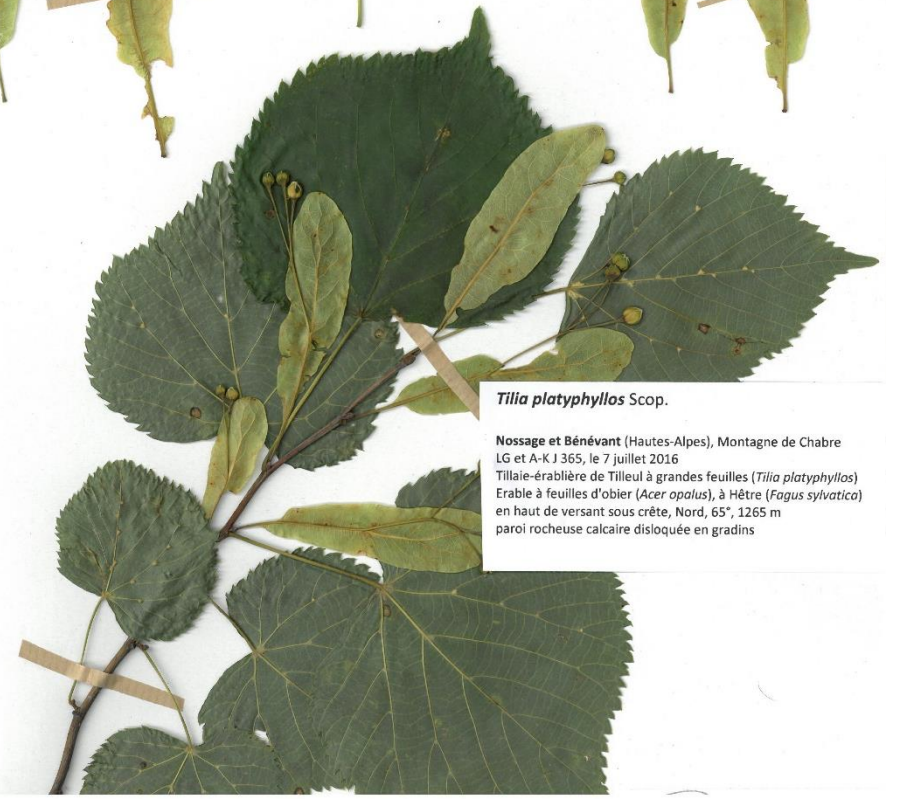 Tilia platyphyllos Scop.
Nossage et Bénévant (Hautes-Alpes), Montagne de Chabre
LG et A-K J 365, le 7 juillet 2016
Tillaie-érablière de Tilleul à grandes feuilles (Tilia platyphyllos)
Erable à feuilles d'obier (Acer opalus), à Hêtre (Fagus sylvatica)
en haut de versant sous crête, Nord, 65°, 1265 m
paroi rocheuse calcaire disloquée en gradins